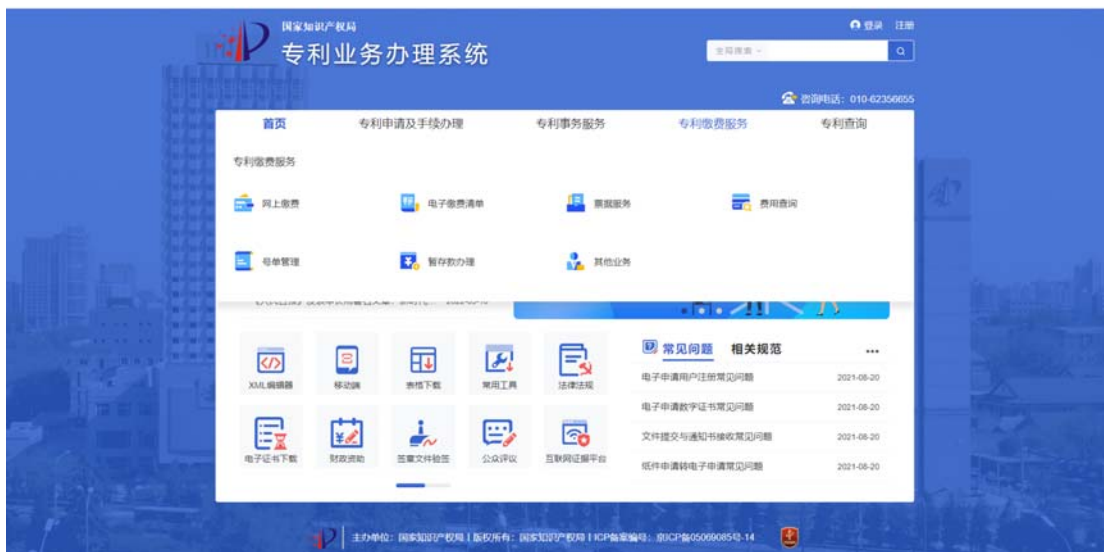 国家知识产权局
专利业务办理系统
登录 注册
全局搜索
咨询电话：010-62356655
首页 专利申请及手续办理 专利事务服务 专利缴费服务 专利查询
专利缴费服务
网上缴费 电子缴费清单 票据服务 费用查询
号单管理 暂存款办理 其他业务
常见问题 相关规范
XML编辑器 移动端 表格下载 常用工具 法律法规
电子申请用户注册常见问题 2021-08-20
电子申请数字证书常见问题 2021-08-20
文件提交与通知书接收常见问题 2021-08-20
电子证书下载 财政资助 签章文件验签 公众评议 互联网证据平台
纸件申请转电子申请常见问题 2021-08-20
主办单位：国家知识产权局 | 版权所有：国家知识产权局 | ICP备案编号：京ICP备05069085号-14